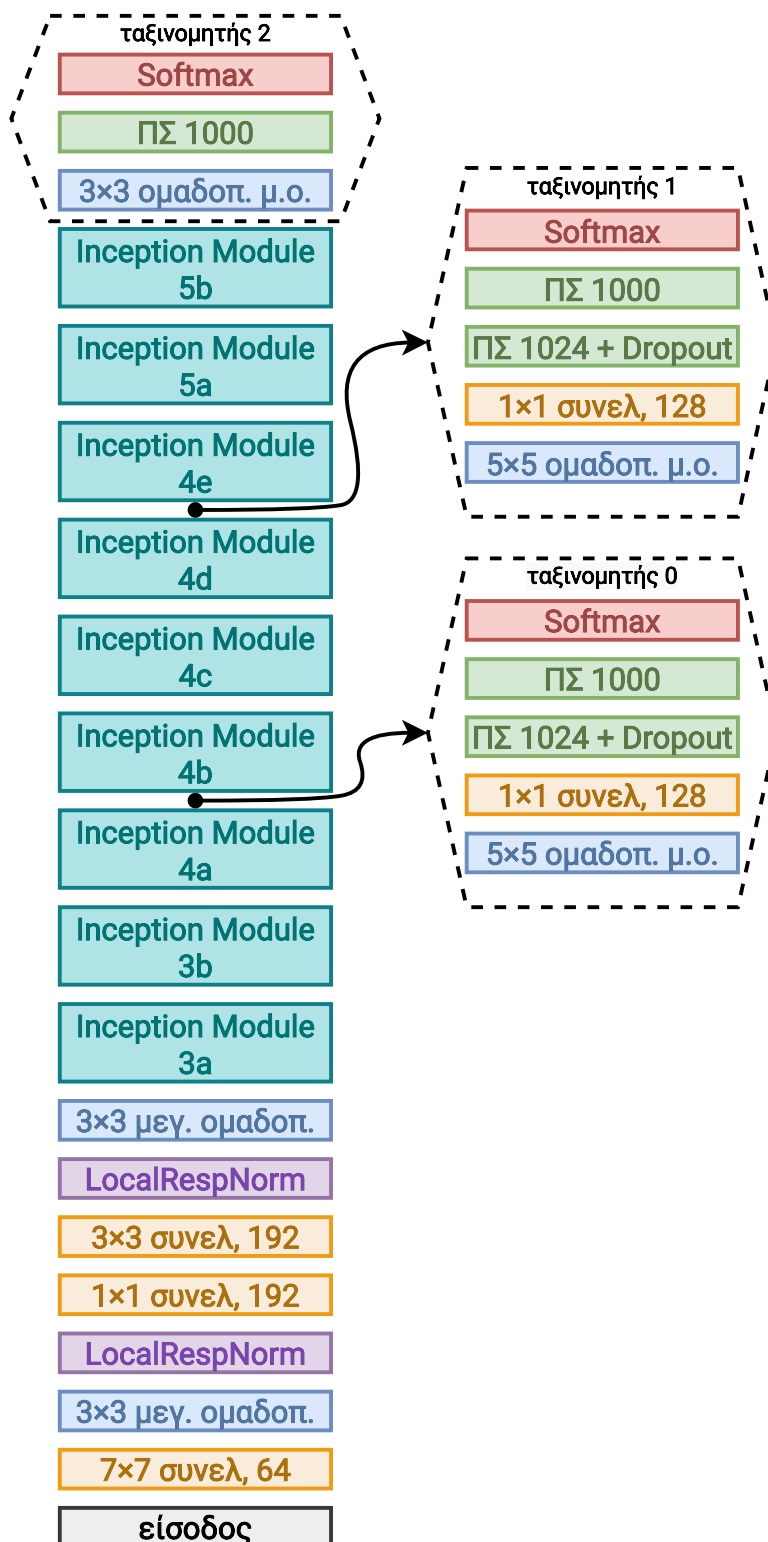 ταξινομητής 2
Softmax
ΠΣ 1000
3×3 ομαδοπ. μ.ο.
Inception Module
5b
Inception Module
5a
Inception Module
4e
Inception Module
4d
Inception Module
4c
Inception Module
4b
Inception Module
4a
Inception Module
3b
Inception Module
3a
3×3 μεγ. ομαδοπ.
LocalRespNorm
3×3 συνελ, 192
1×1 συνελ, 192
LocalRespNorm
3×3 μεγ. ομαδοπ.
7×7 συνελ, 64
είσοδος
ταξινομητής 1
Softmax
ΠΣ 1000
ΠΣ 1024 + Dropout
1×1 συνελ, 128
5×5 ομαδοπ. μ.ο.
ταξινομητής 0
Softmax
ΠΣ 1000
ΠΣ 1024 + Dropout
1×1 συνελ, 128
5×5 ομαδοπ. μ.ο.